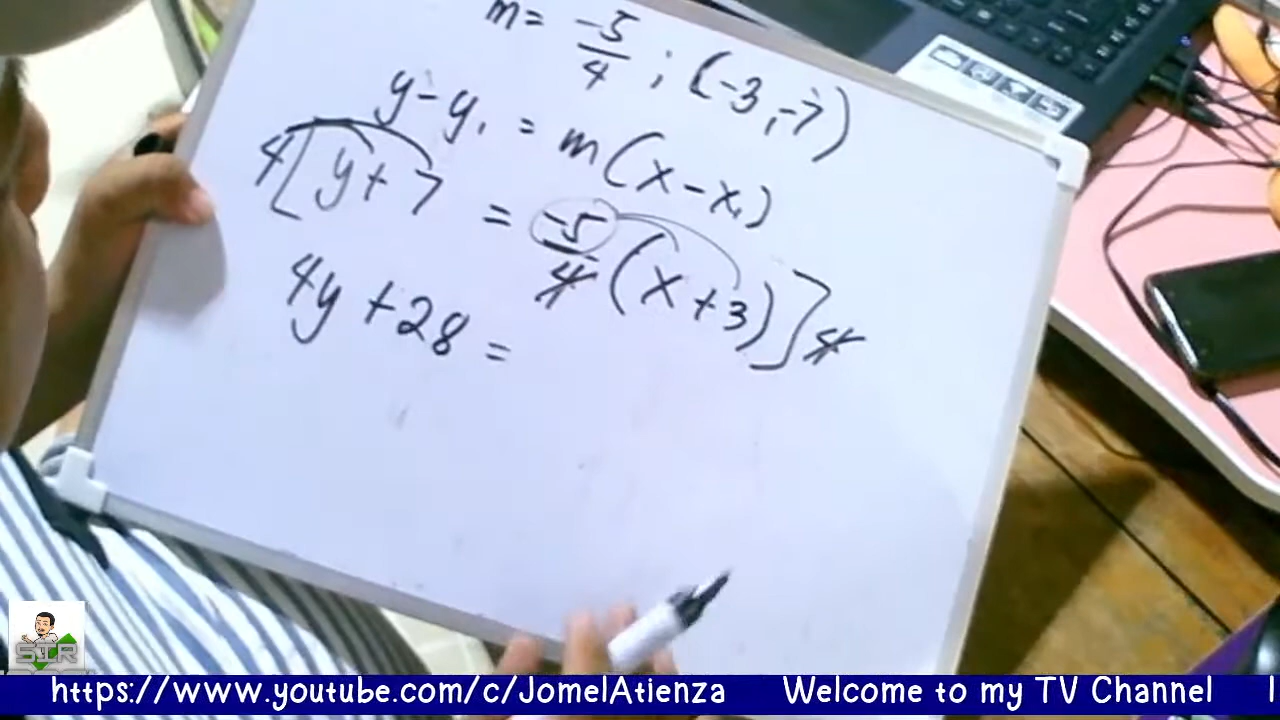 m = -5/4 ; (-3, -7)
y - y₁ = m(x - x₁)
4[y + 7 = -5/4 (x + 3)]4
4y + 28 =
SIR
https://www.youtube.com/c/JomelAtienza Welcome to my TV Channel